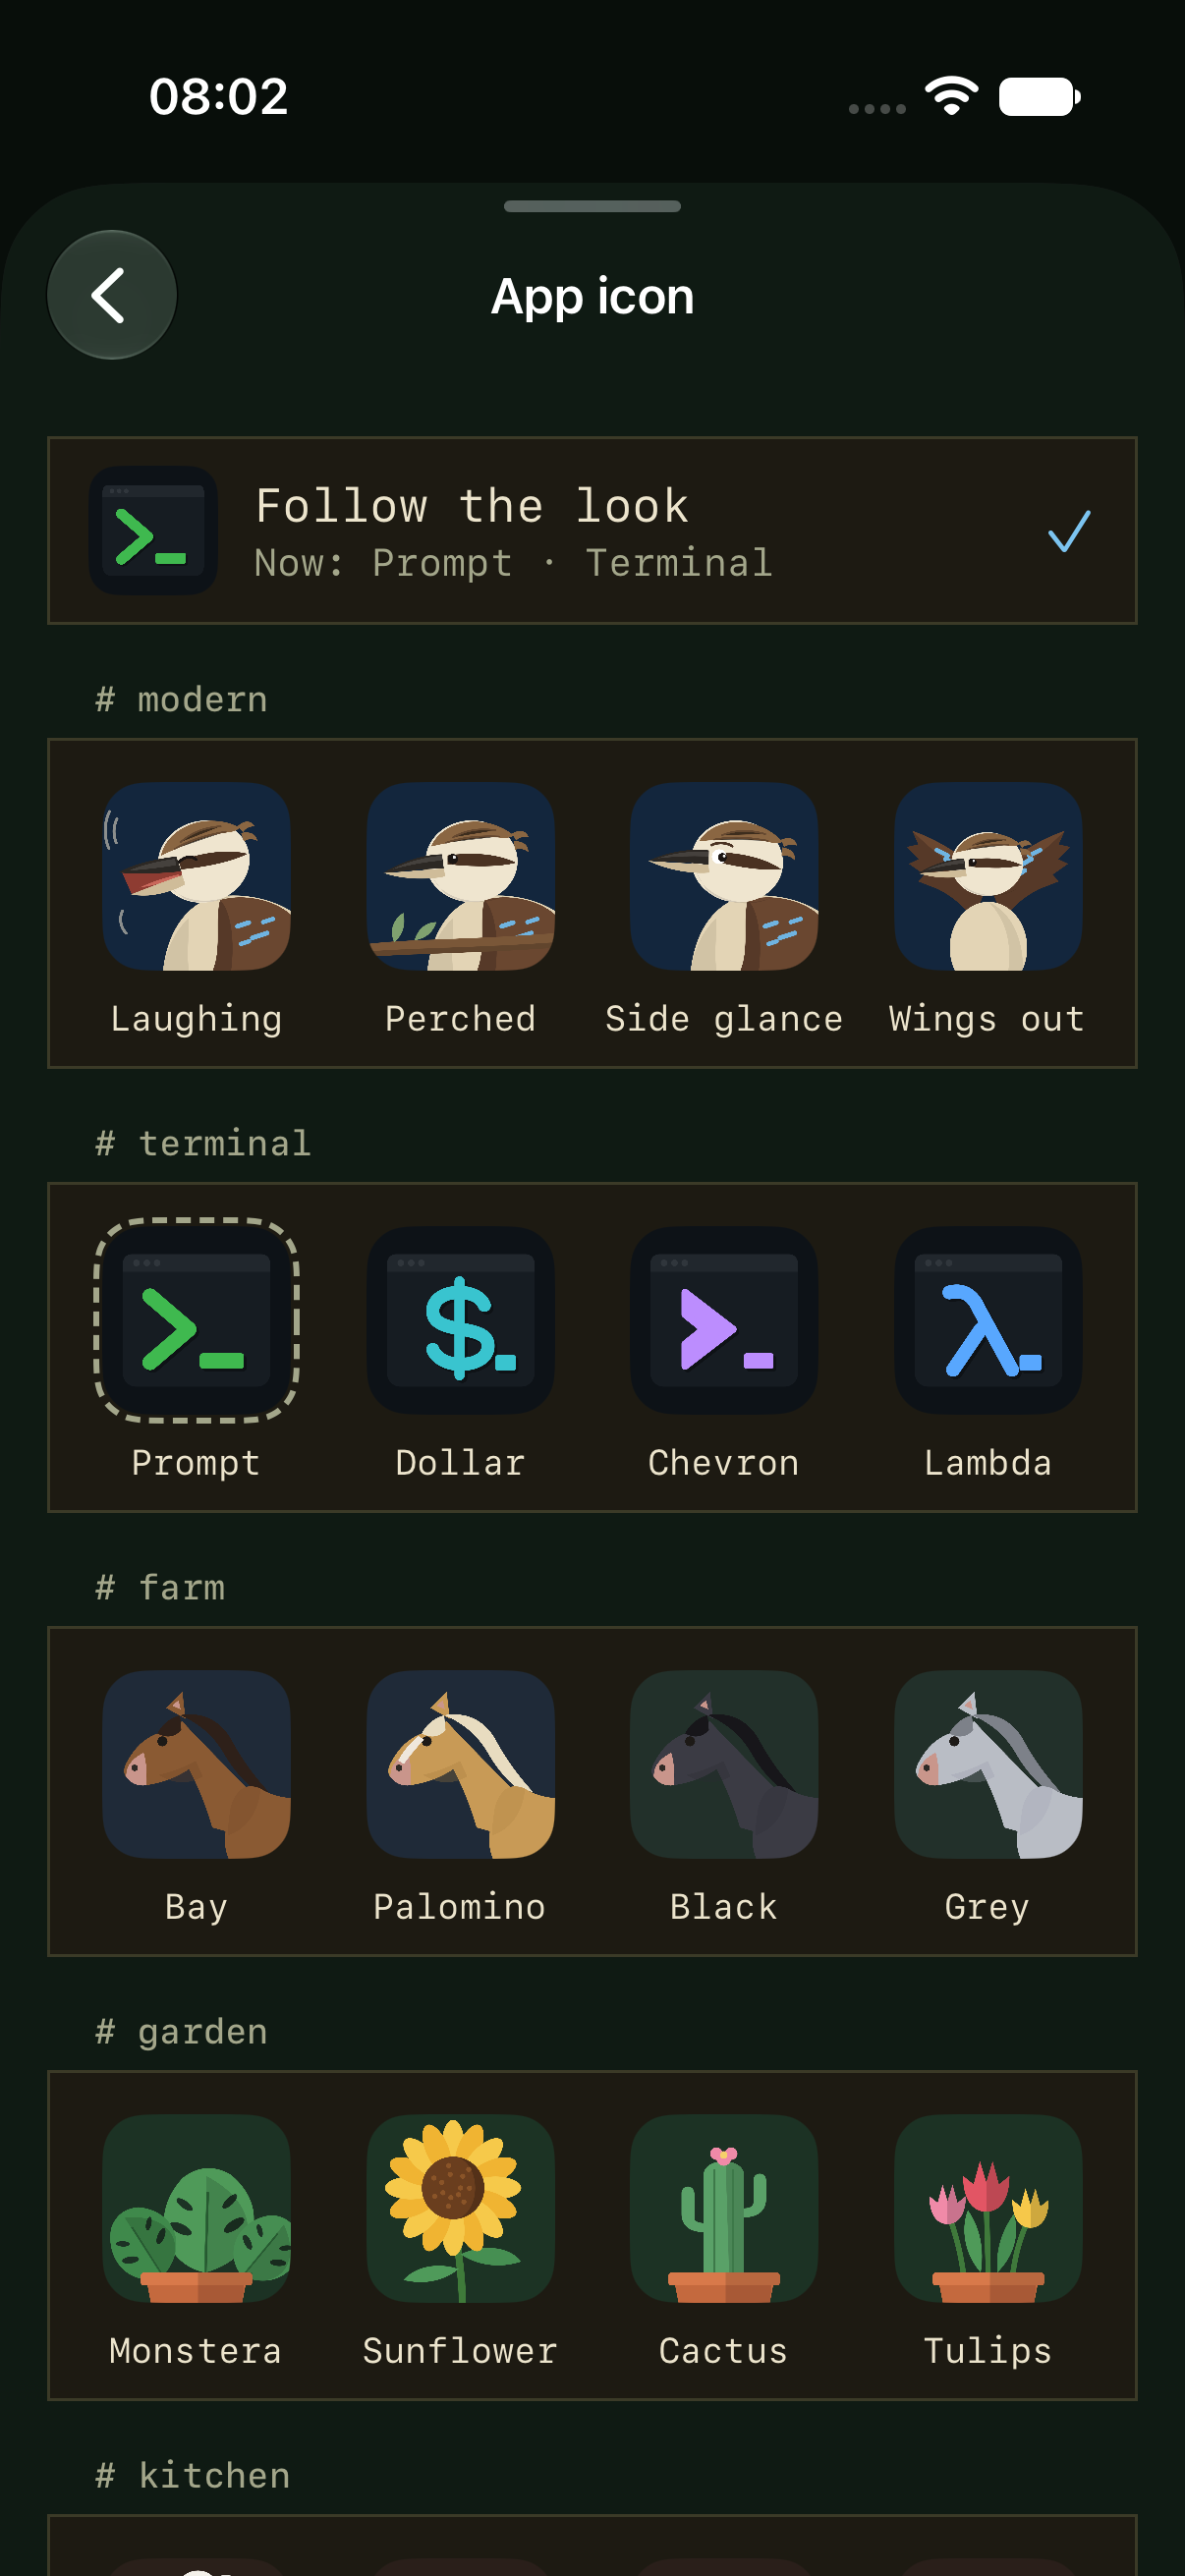 08:02
App icon
Follow the look
Now: Prompt · Terminal
# modern
Laughing Perched Side glance Wings out
# terminal
Prompt Dollar Chevron Lambda
# farm
Bay Palomino Black Grey
# garden
Monstera Sunflower Cactus Tulips
# kitchen